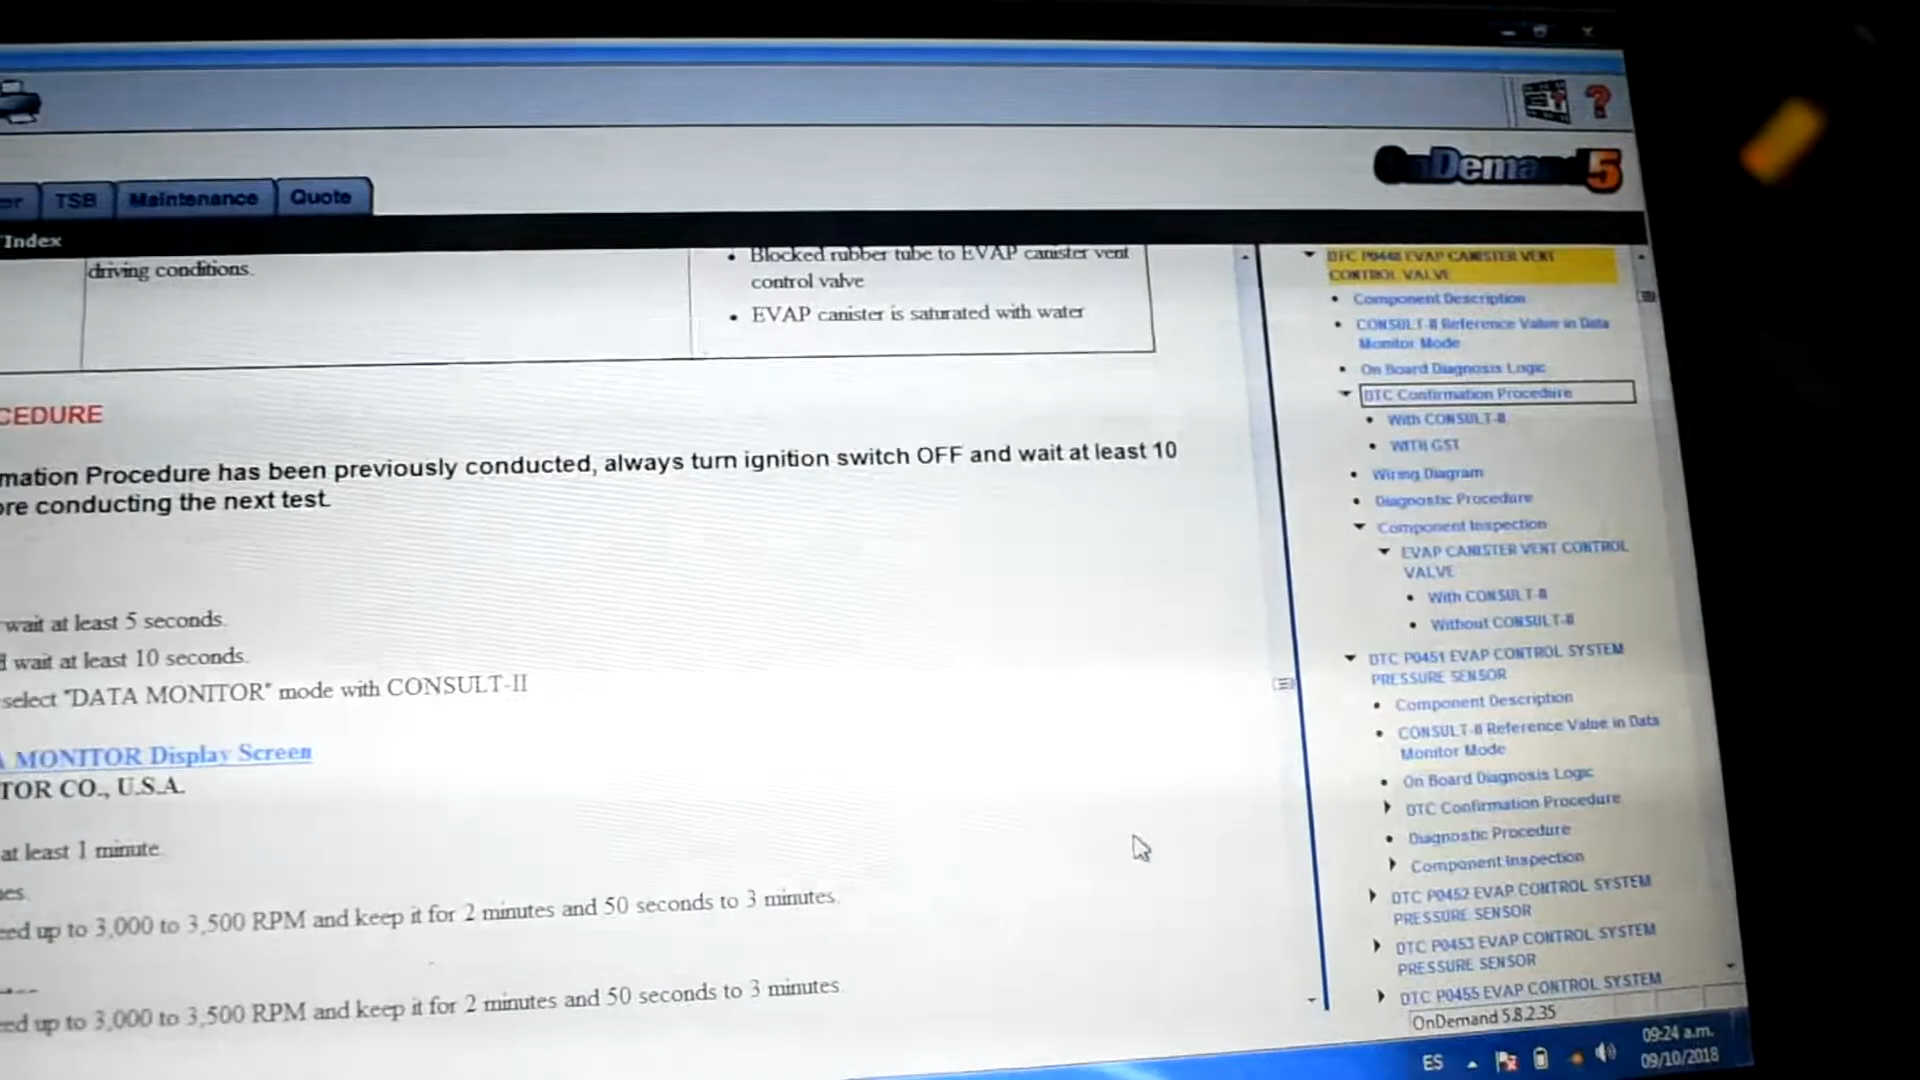 OnDemand5
TSB
Maintenance
Quote
Index
driving conditions.
• Blocked rubber tube to EVAP canister vent
control valve
• EVAP canister is saturated with water
CEDURE
mation Procedure has been previously conducted, always turn ignition switch OFF and wait at least 10
ore conducting the next test.
wait at least 5 seconds.
d wait at least 10 seconds.
select "DATA MONITOR" mode with CONSULT-II
A MONITOR Display Screen
TOR CO., U.S.A.
at least 1 minute.
eed up to 3,000 to 3,500 RPM and keep it for 2 minutes and 50 seconds to 3 minutes.
eed up to 3,000 to 3,500 RPM and keep it for 2 minutes and 50 seconds to 3 minutes.
DTC EVAP CANISTER VENT
CONTROL VALVE
• Component Description
• CONSULT-II Reference Value in Data
Monitor Mode
• On Board Diagnosis Logic
DTC Confirmation Procedure
• With CONSULT-II
• WITH GST
• Wiring Diagram
• Diagnostic Procedure
Component Inspection
EVAP CANISTER VENT CONTROL
VALVE
• With CONSULT-II
• Without CONSULT-II
DTC P0451 EVAP CONTROL SYSTEM
PRESSURE SENSOR
• Component Description
• CONSULT-II Reference Value in Data
Monitor Mode
• On Board Diagnosis Logic
DTC Confirmation Procedure
• Diagnostic Procedure
Component Inspection
DTC P0452 EVAP CONTROL SYSTEM
PRESSURE SENSOR
DTC P0453 EVAP CONTROL SYSTEM
PRESSURE SENSOR
DTC P0455 EVAP CONTROL SYSTEM
OnDemand 5.8.2.35
ES
09:24 a.m.
09/10/2018